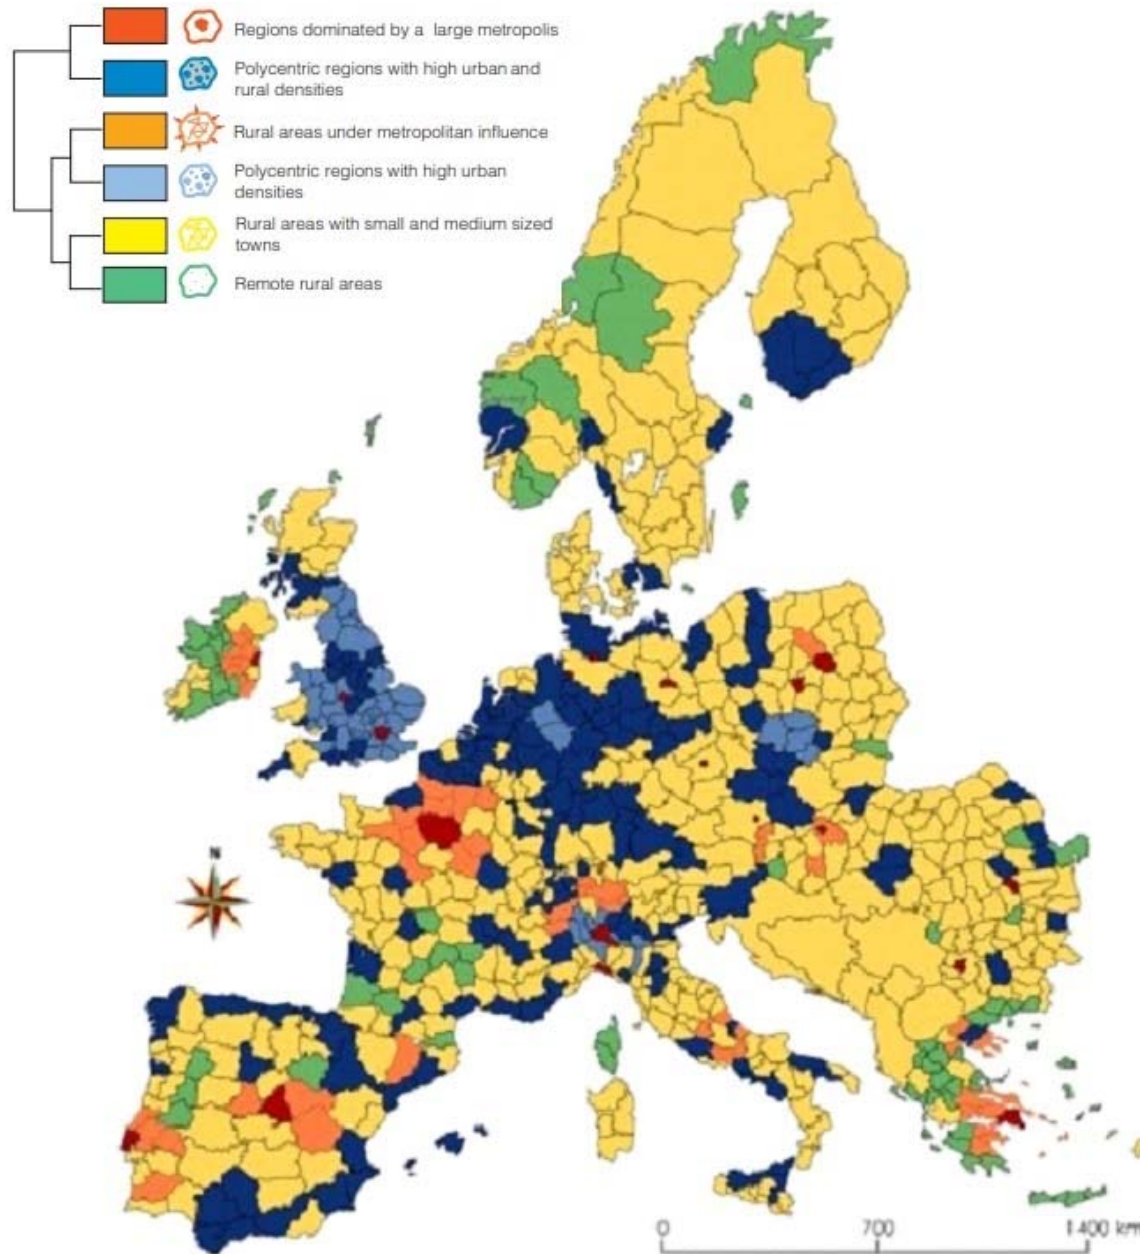 Regions dominated by a large metropolis
Polycentric regions with high urban and
rural densities
Rural areas under metropolitan influence
Polycentric regions with high urban
densities
Rural areas with small and medium sized
towns
Remote rural areas
N
0 700 1 400 km